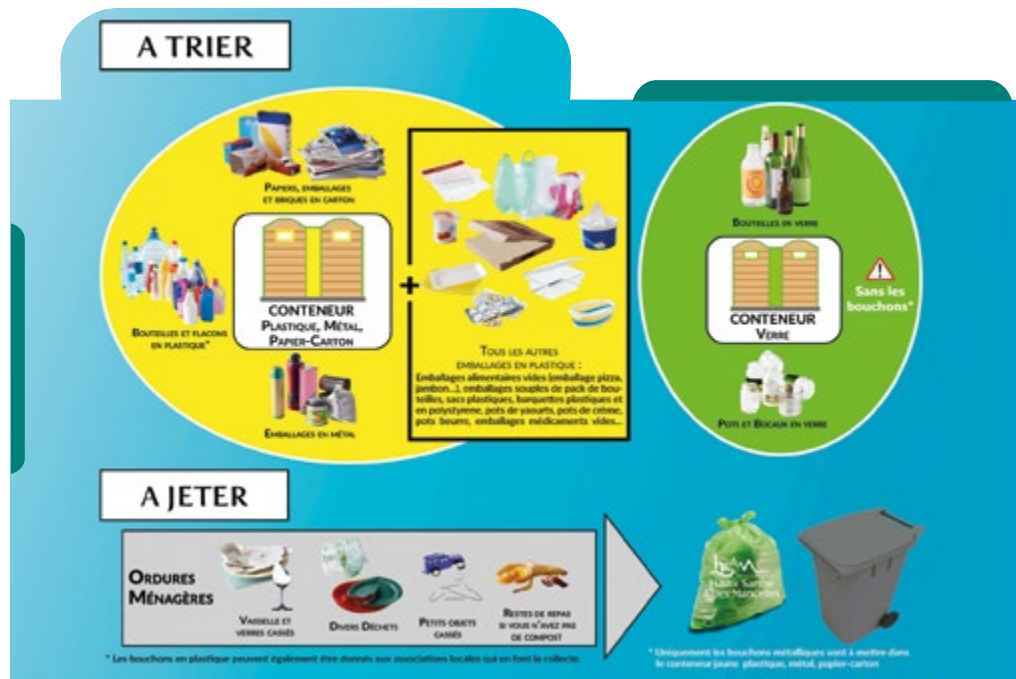 A TRIER
PAPIERS, EMBALLAGES
ET BRIQUES EN CARTON
BOUTEILLES ET FLACONS
EN PLASTIQUE*
CONTENEUR
PLASTIQUE, MÉTAL,
PAPIER-CARTON
EMBALLAGES EN MÉTAL
+
TOUS LES AUTRES
EMBALLAGES EN PLASTIQUE :
Emballages alimentaires vides (emballage pizza,
jambon...), emballages souples de pack de bou-
teilles, sacs plastiques, barquettes plastiques et
en polystyrene, pots de yaourts, pots de crème,
pots beurre, emballages médicaments vides...
BOUTEILLES EN VERRE
CONTENEUR
VERRE
Sans les
bouchons*
POTS ET BOCAUX EN VERRE
A JETER
ORDURES
MÉNAGÈRES
VAISSELLE ET
VERRES CASSÉS
DIVERS DÉCHETS
PETITS OBJETS
CASSÉS
RESTES DE REPAS
SI VOUS N'AVEZ PAS
DE COMPOST
Haute Sarthe
Alpes Mancelles
* Les bouchons en plastique peuvent également être donnés aux associations locales qui en font la collecte
* Uniquement les bouchons métalliques sont à mettre dans
le conteneur jaune plastique, métal, papier-carton